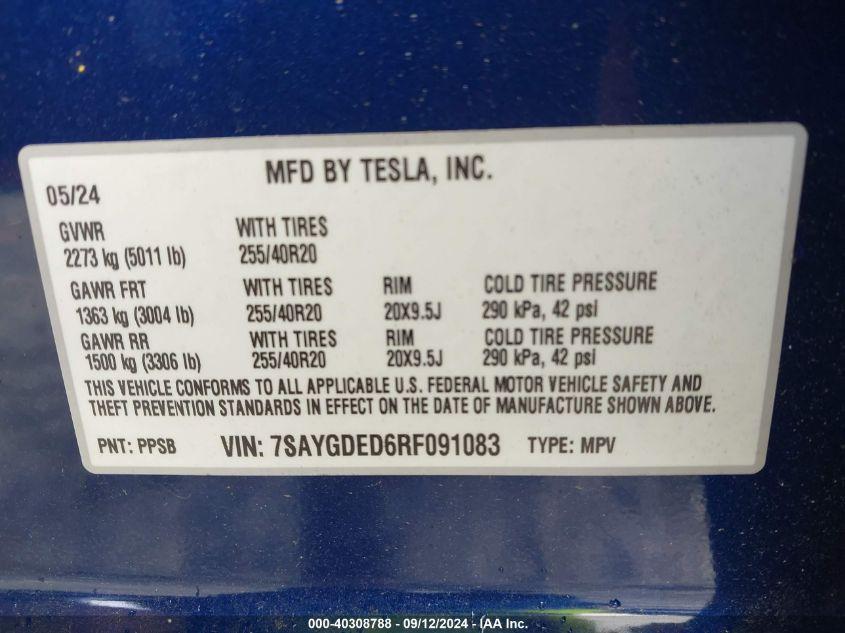 MFD BY TESLA, INC.
05/24
GVWR WITH TIRES
2273 kg (5011 lb) 255/40R20
GAWR FRT WITH TIRES RIM COLD TIRE PRESSURE
1363 kg (3004 lb) 255/40R20 20X9.5J 290 kPa, 42 psi
GAWR RR WITH TIRES RIM COLD TIRE PRESSURE
1500 kg (3306 lb) 255/40R20 20X9.5J 290 kPa, 42 psi
THIS VEHICLE CONFORMS TO ALL APPLICABLE U.S. FEDERAL MOTOR VEHICLE SAFETY AND
THEFT PREVENTION STANDARDS IN EFFECT ON THE DATE OF MANUFACTURE SHOWN ABOVE.
PNT: PPSB VIN: 7SAYGDED6RF091083 TYPE: MPV
000-40308788 - 09/12/2024 - IAA Inc.